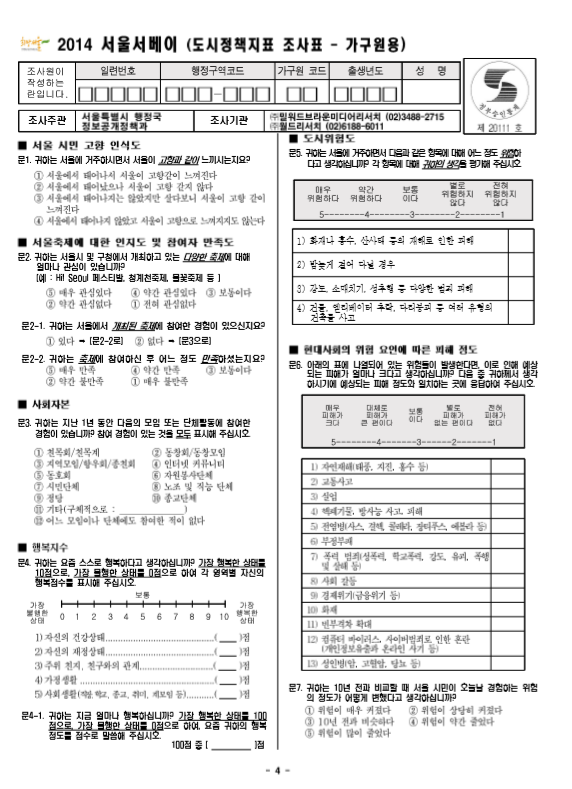 2014 서울서베이 (도시정책지표 조사표 - 가구원용)
조사원이
작성하는
란입니다.
일련번호
행정구역코드
가구원 코드
출생년도
성 명
조사주관
서울특별시 행정국
정보공개정책과
조사기관
㈜밀워드브라운미디어리서치 (02)3488-2715
㈜월드리서치 (02)6188-6011
제 20111 호
■ 서울 시민 고향 인식도
문1. 귀하는 서울에 거주하시면서 서울이 고향과 같이 느끼시는지요?
① 서울에서 태어나서 서울이 고향같이 느껴진다
② 서울에서 태어났으나 서울이 고향 같지 않다
③ 서울에서 태어나지는 않았지만 살다보니 서울이 고향 같이
느껴진다
④ 서울에서 태어나지 않았고 서울이 고향으로 느껴지지도 않는다
■ 서울축제에 대한 인지도 및 참여자 만족도
문2. 귀하는 서울시 및 구청에서 개최하고 있는 다양한 축제에 대해
얼마나 관심이 있습니까?
[예 : Hi! Seoul 페스티발, 청계천축제, 불꽃축제 등 ]
⑤ 매우 관심있다 ④ 약간 관심있다 ③ 보통이다
② 약간 관심없다 ① 전혀 관심없다
문2-1. 귀하는 서울에서 개최된 축제에 참여한 경험이 있으신지요?
① 있다 ➡ [문2-2로] ② 없다 ➡ [문3으로]
문2-2. 귀하는 축제에 참여하신 후 어느 정도 만족하셨는지요?
⑤ 매우 만족 ④ 약간 만족 ③ 보통이다
② 약간 불만족 ① 매우 불만족
■ 사회자본
문3. 귀하는 지난 1년 동안 다음의 모임 또는 단체활동에 참여한
경험이 있습니까? 참여 경험이 있는 것을 모두 표시해 주십시오.
① 친목회/친목계 ② 동창회/동창모임
③ 지역모임/향우회/종친회 ④ 인터넷 커뮤니티
⑤ 동호회 ⑥ 자원봉사단체
⑦ 시민단체 ⑧ 노조 및 직능 단체
⑨ 정당 ⑩ 종교단체
⑪ 기타(구체적으로 : )
⑫ 어느 모임이나 단체에도 참여한 적이 없다
■ 행복지수
문4. 귀하는 요즘 스스로 행복하다고 생각하십니까? 가장 행복한 상태를
10점으로, 가장 불행한 상태를 0점으로 하여 각 영역별 자신의
행복점수를 표시해 주십시오.
보통
가장
불행한
상태
0 1 2 3 4 5 6 7 8 9 10
가장
행복한
상태
1) 자신의 건강상태 ( ____ )점
2) 자신의 재정상태 ( ____ )점
3) 주위 친지, 친구와의 관계 ( ____ )점
4) 가정생활 ( ____ )점
5) 사회생활(직장, 학교, 종교, 취미, 계모임 등) ( ____ )점
문4-1. 귀하는 지금 얼마나 행복하십니까? 가장 행복한 상태를 100
점으로, 가장 불행한 상태를 0점으로 하여, 요즘 귀하의 행복
정도를 점수로 말씀해 주십시오.
100점 중 [ ________ ]점
■ 도시위험도
문5. 귀하는 서울에 거주하면서 다음과 같은 항목에 대해 어느 정도 위험하
다고 생각하십니까? 각 항목에 대해 귀하의 생각을 평가해 주십시오.
매우
위험하다
약간
위험하다
보통
이다
별로
위험하지
않다
전혀
위험하지
않다
5--------4--------3--------2--------1
1) 화재나 홍수, 산사태 등의 재해로 인한 피해
2) 밤늦게 걸어 다닐 경우
3) 강도, 소매치기, 성추행 등 다양한 범죄 피해
4) 건물, 엘리베이터 추락, 다리붕괴 등 여러 유형의
건축물 사고
■ 현대사회의 위험 요인에 따른 피해 정도
문6. 아래의 표에 나열되어 있는 위험들이 발생한다면, 이로 인해 예상
되는 피해가 얼마나 크다고 생각하십니까? 다음 중 귀하께서 생각
하시기에 예상되는 피해 정도와 일치하는 곳에 응답하여 주십시오.
매우
피해가
크다
대체로
피해가
큰 편이다
보통
이다
별로
피해가
없는 편이다
전혀
피해가
없다
5--------4--------3--------2--------1
1) 자연재해(태풍, 지진, 홍수 등)
2) 교통사고
3) 실업
4) 핵폐기물, 방사능 사고, 피해
5) 전염병(사스, 결핵, 콜레라, 장티푸스, 에볼라 등)
6) 부정부패
7) 폭력 범죄(성폭력, 학교폭력, 강도, 유괴, 폭행
및 상해 등)
8) 사회 갈등
9) 경제위기(금융위기 등)
10) 화재
11) 빈부격차 확대
12) 컴퓨터 바이러스, 사이버범죄로 인한 혼란
(개인정보유출과 온라인 사기 등)
13) 성인병(암, 고혈압, 당뇨 등)
문7. 귀하는 10년 전과 비교할 때 서울 시민이 오늘날 경험하는 위험
의 정도가 어떻게 변했다고 생각하십니까?
① 위험이 매우 커졌다 ② 위험이 상당히 커졌다
③ 10년 전과 비슷하다 ④ 위험이 약간 줄었다
⑤ 위험이 많이 줄었다
- 4 -